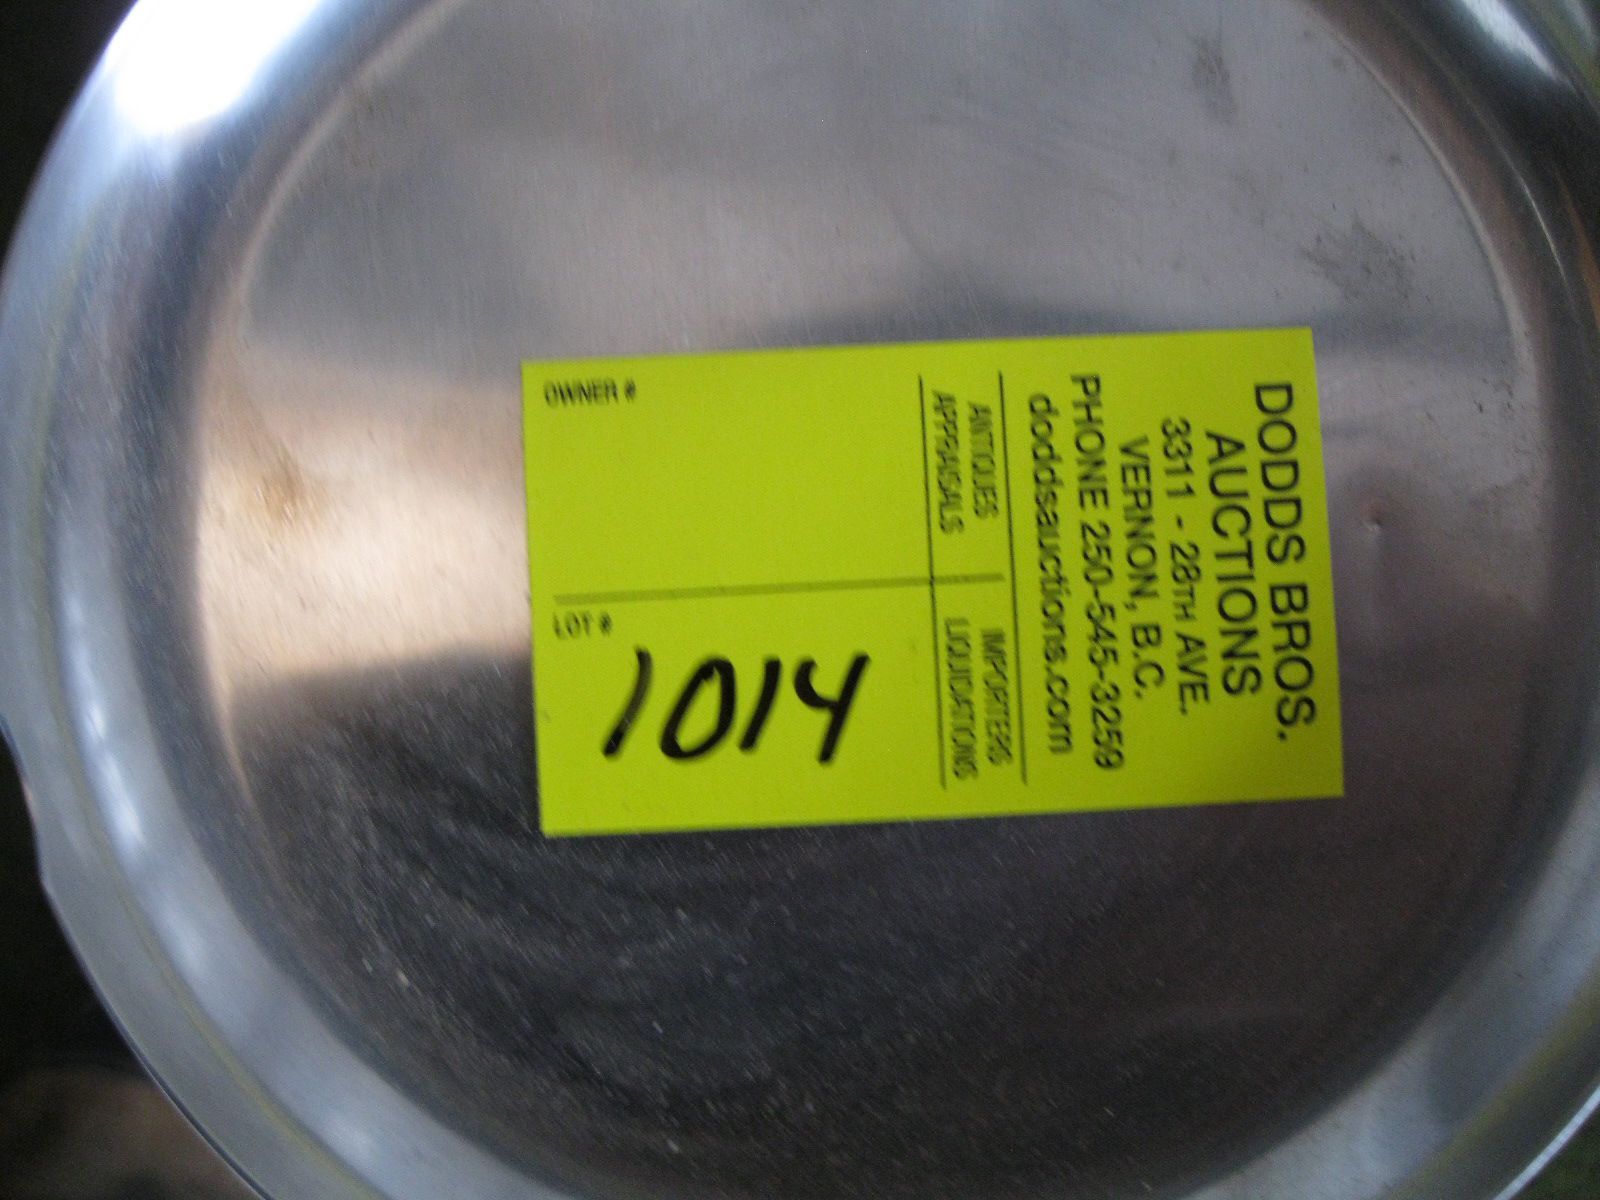 DODDS BROS.
AUCTIONS
3311 - 28TH AVE.
VERNON, B.C.
PHONE 250-545-3259
doddsauctions.com
ANTIQUES IMPORTERS
APPRAISALS LIQUIDATIONS
OWNER #
LOT #
1014